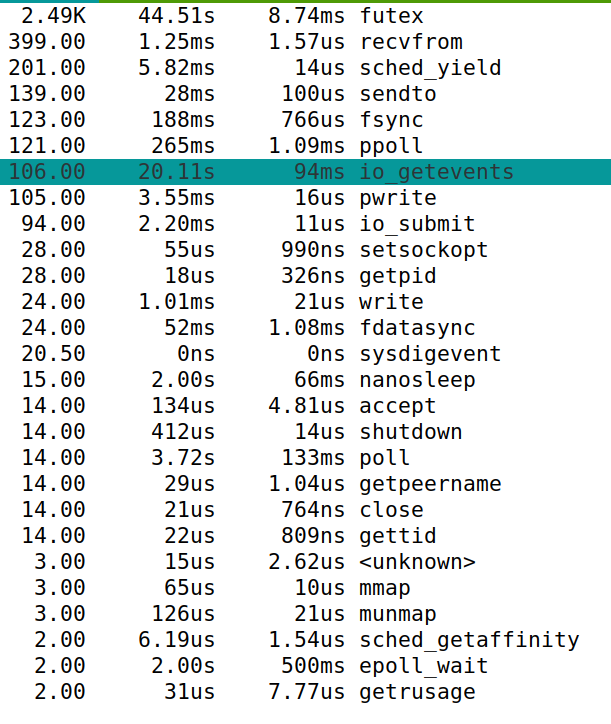 2.49K 44.51s 8.74ms futex
399.00 1.25ms 1.57us recvfrom
201.00 5.82ms 14us sched_yield
139.00 28ms 100us sendto
123.00 188ms 766us fsync
121.00 265ms 1.09ms ppoll
106.00 20.11s 94ms io_getevents
105.00 3.55ms 16us pwrite
94.00 2.20ms 11us io_submit
28.00 55us 990ns setsockopt
28.00 18us 326ns getpid
24.00 1.01ms 21us write
24.00 52ms 1.08ms fdatasync
20.50 0ns 0ns sysdigevent
15.00 2.00s 66ms nanosleep
14.00 134us 4.81us accept
14.00 412us 14us shutdown
14.00 3.72s 133ms poll
14.00 29us 1.04us getpeername
14.00 21us 764ns close
14.00 22us 809ns gettid
3.00 15us 2.62us <unknown>
3.00 65us 10us mmap
3.00 126us 21us munmap
2.00 6.19us 1.54us sched_getaffinity
2.00 2.00s 500ms epoll_wait
2.00 31us 7.77us getrusage